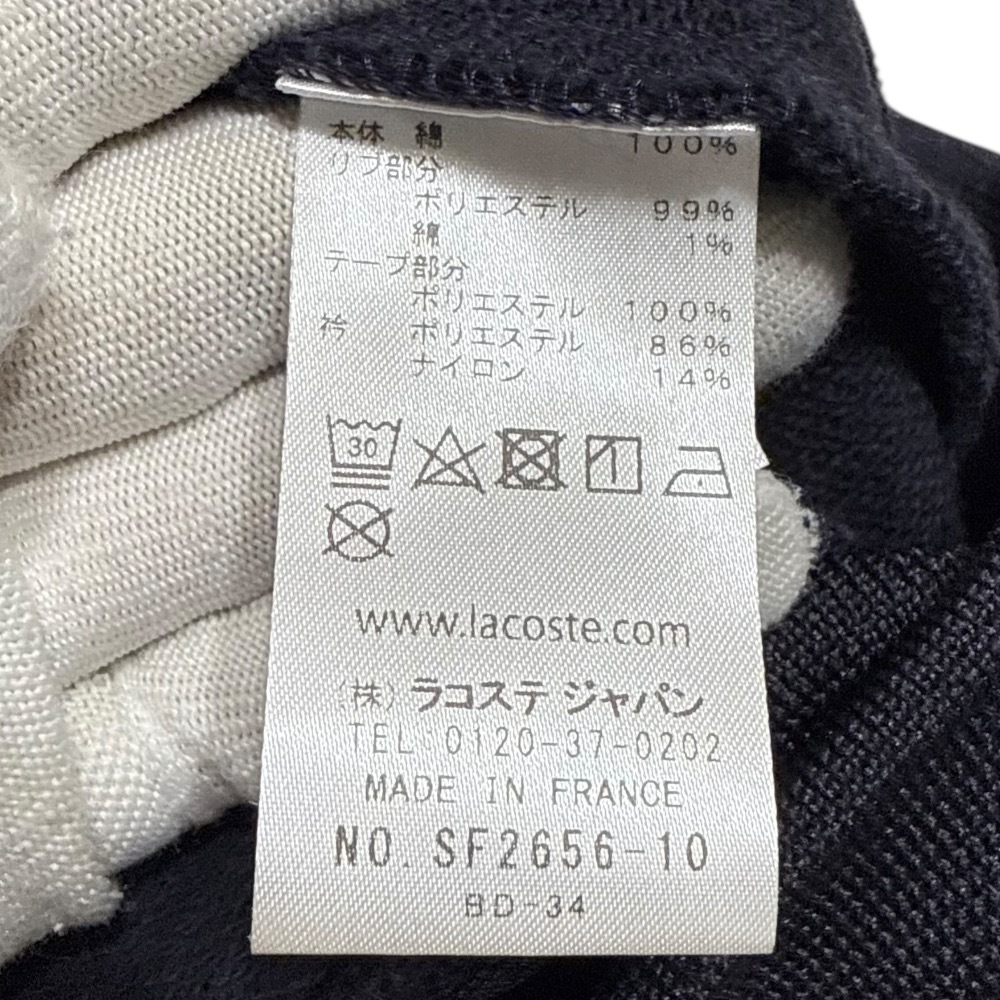 本体 綿 100%
リブ部分
ポリエステル 99%
綿 1%
テープ部分
ポリエステル 100%
衿 ポリエステル 86%
ナイロン 14%
30
www.lacoste.com
(株) ラコステ ジャパン
TEL:0120-37-0202
MADE IN FRANCE
NO. SF2656-10
BD-34